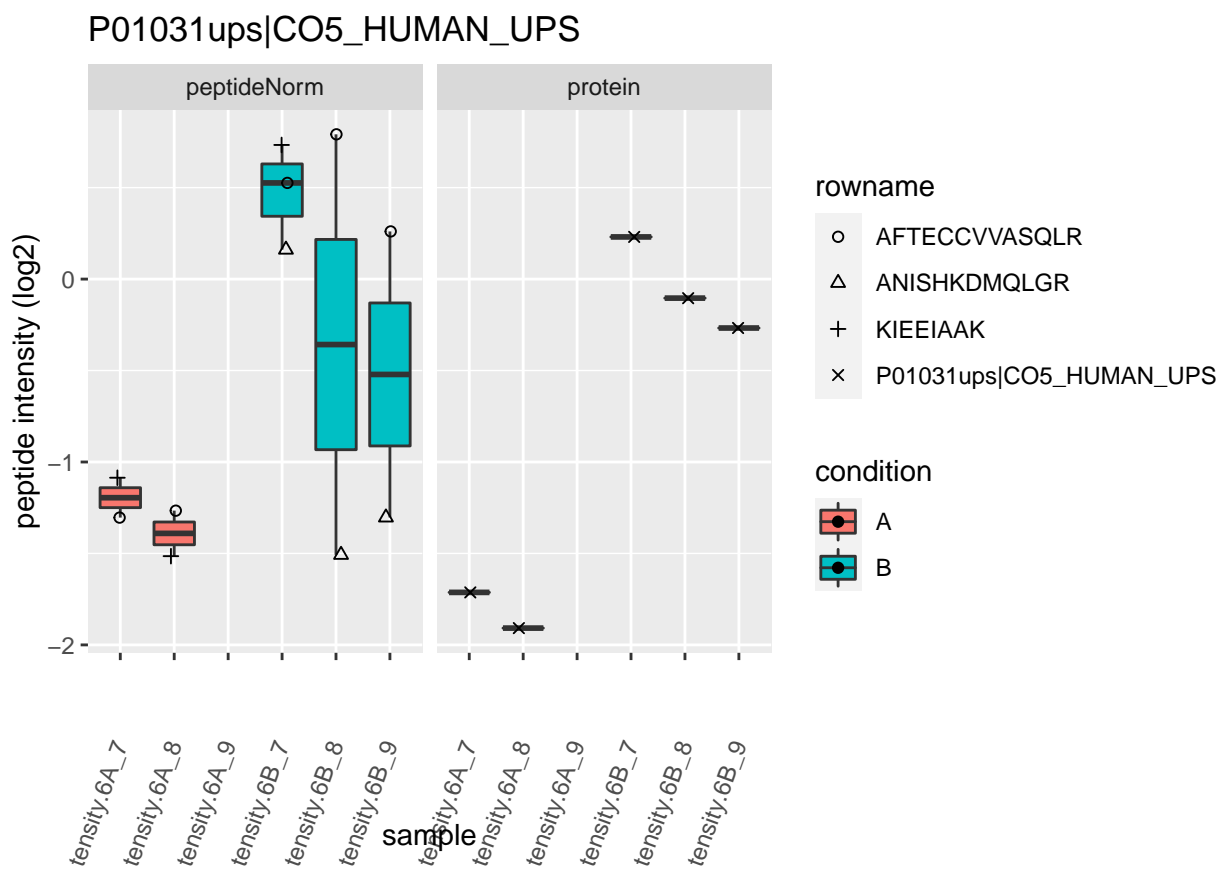 P01031ups|CO5_HUMAN_UPS
peptideNorm
protein
peptide intensity (log2)
0
−1
−2
tensity.6A_7
tensity.6A_8
tensity.6A_9
tensity.6B_7
tensity.6B_8
tensity.6B_9
tensity.6A_7
tensity.6A_8
tensity.6A_9
tensity.6B_7
tensity.6B_8
tensity.6B_9
sample
rowname
AFTECCVVASQLR
ANISHKDMQLGR
KIEEIAAK
P01031ups|CO5_HUMAN_UPS
condition
A
B